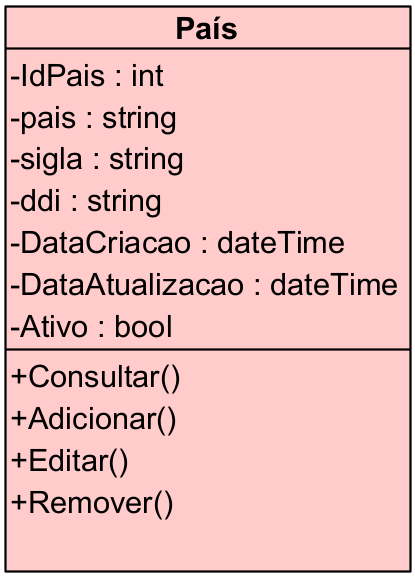 País
-IdPais : int
-pais : string
-sigla : string
-ddi : string
-DataCriacao : dateTime
-DataAtualizacao : dateTime
-Ativo : bool
+Consultar()
+Adicionar()
+Editar()
+Remover()